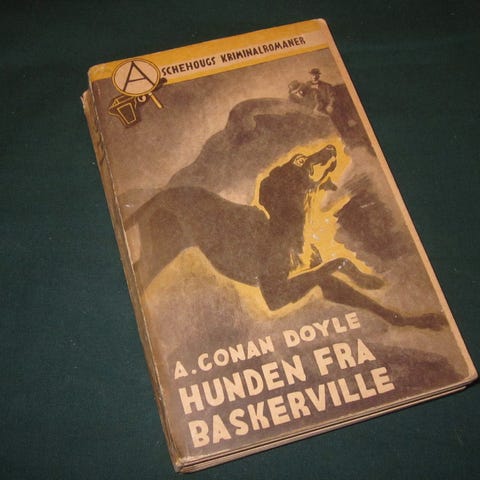 ASCHEHOUGS KRIMINALROMANER
A. CONAN DOYLE
HUNDEN FRA
BASKERVILLE